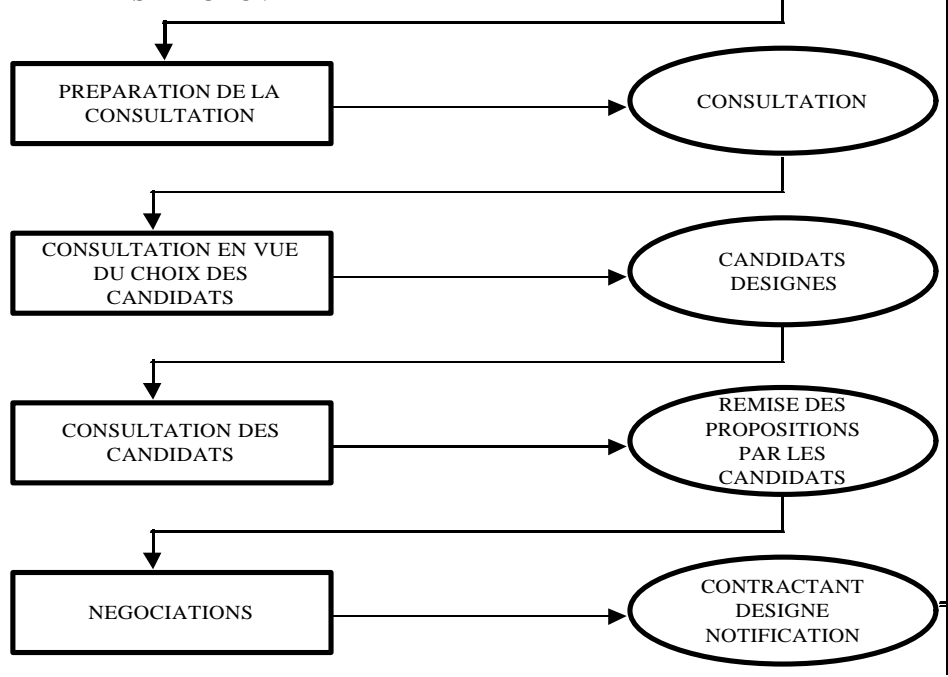 PREPARATION DE LA
CONSULTATION
CONSULTATION
CONSULTATION EN VUE
DU CHOIX DES
CANDIDATS
CANDIDATS
DESIGNES
CONSULTATION DES
CANDIDATS
REMISE DES
PROPOSITIONS
PAR LES
CANDIDATS
NEGOCIATIONS
CONTRACTANT
DESIGNE
NOTIFICATION